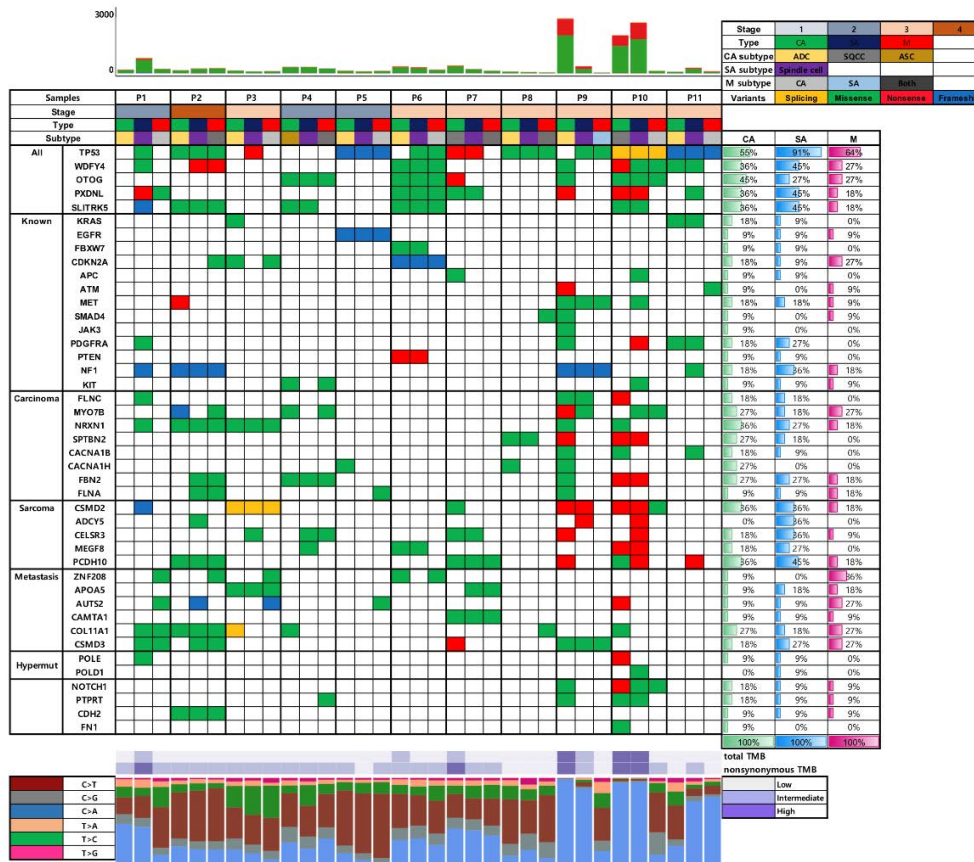 3000
0
Stage 1 2 3 4
Type CA SA M
CA subtype ADC SQCC ASC
SA subtype Spindle cell
M subtype CA SA Both
Variants Splicing Missense Nonsense Framesh
Samples P1 P2 P3 P4 P5 P6 P7 P8 P9 P10 P11
Stage
Type
Subtype CA SA M
All TP53 55% 91% 64%
WDFY4 36% 45% 27%
OTOG 45% 27% 27%
PXDNL 36% 45% 18%
SLITRK5 36% 45% 18%
Known KRAS 18% 9% 0%
EGFR 9% 9% 9%
FBXW7 9% 9% 0%
CDKN2A 18% 9% 27%
APC 9% 9% 0%
ATM 9% 0% 9%
MET 18% 18% 9%
SMAD4 9% 0% 9%
JAK3 9% 0% 0%
PDGFRA 18% 27% 0%
PTEN 9% 9% 0%
NF1 18% 36% 18%
KIT 9% 9% 9%
Carcinoma FLNC 18% 18% 0%
MYO7B 27% 18% 27%
NRXN1 36% 27% 18%
SPTBN2 27% 18% 0%
CACNA1B 18% 9% 0%
CACNA1H 27% 0% 0%
FBN2 27% 27% 18%
FLNA 9% 9% 18%
Sarcoma CSMD2 36% 36% 18%
ADCY5 0% 36% 0%
CELSR3 18% 36% 9%
MEGF8 18% 27% 0%
PCDH10 36% 45% 18%
Metastasis ZNF208 9% 0% 36%
APOA5 9% 18% 18%
AUTS2 9% 9% 27%
CAMTA1 9% 9% 9%
COL11A1 27% 18% 27%
CSMD3 18% 27% 27%
Hypermut POLE 9% 9% 0%
POLD1 0% 9% 0%
NOTCH1 18% 9% 9%
PTPRT 18% 9% 9%
CDH2 9% 9% 9%
FN1 9% 0% 0%
100% 100% 100%
total TMB
nonsynonymous TMB
C>T Low
C>G Intermediate
C>A High
T>A
T>C
T>G